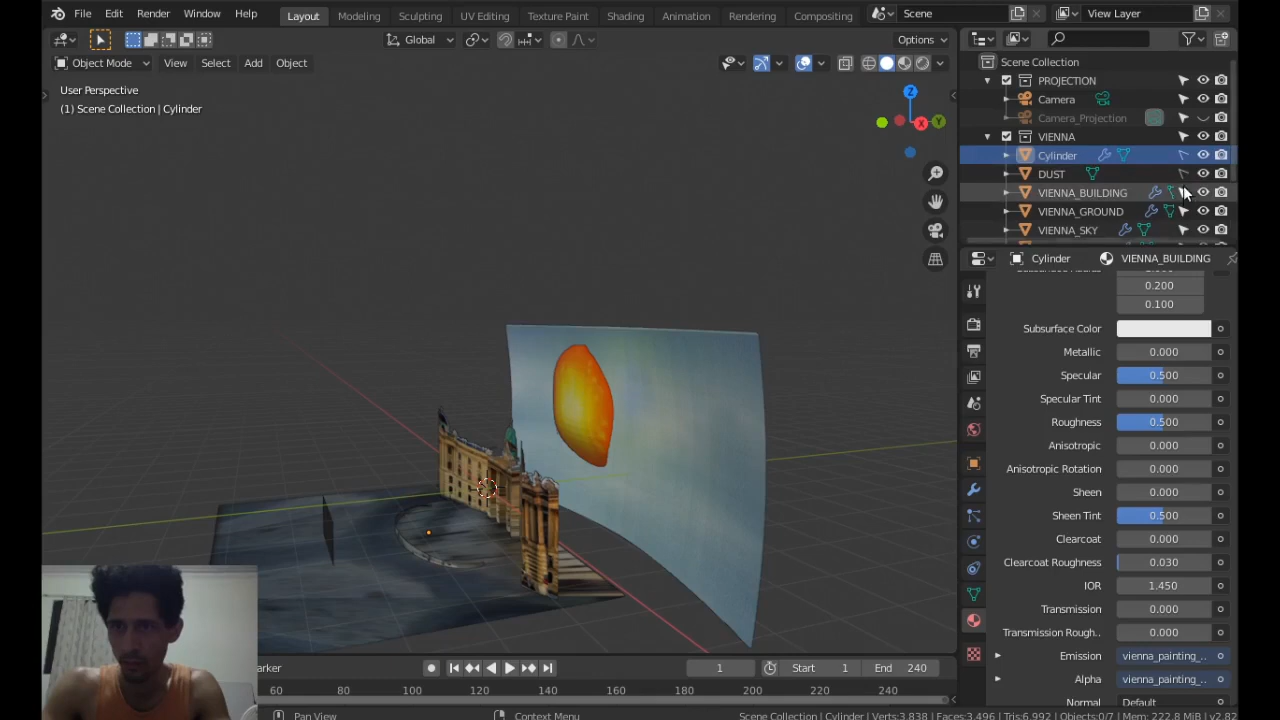 File Edit Render Window Help Layout Modeling Sculpting UV Editing Texture Paint Shading Animation Rendering Compositing Scene View Layer
Global Options
Object Mode View Select Add Object
User Perspective
(1) Scene Collection | Cylinder
Z
X
Y
Scene Collection
PROJECTION
Camera
Camera_Projection
VIENNA
Cylinder
DUST
VIENNA_BUILDING
VIENNA_GROUND
VIENNA_SKY
Cylinder VIENNA_BUILDING
0.200
0.100
Subsurface Color
Metallic 0.000
Specular 0.500
Specular Tint 0.000
Roughness 0.500
Anisotropic 0.000
Anisotropic Rotation 0.000
Sheen 0.000
Sheen Tint 0.500
Clearcoat 0.000
Clearcoat Roughness 0.030
IOR 1.450
Transmission 0.000
Transmission Rough.. 0.000
Emission vienna_painting_..
Alpha vienna_painting_..
Normal Default
arker 1 Start 1 End 240
60 80 100 120 140 160 180 200 220 240
Pan View Context Menu Scene Collection | Cylinder | Verts:3,838 | Faces:3,496 | Tris:6,992 | Objects:0/7 | Mem: 222.8 MiB | v2.82